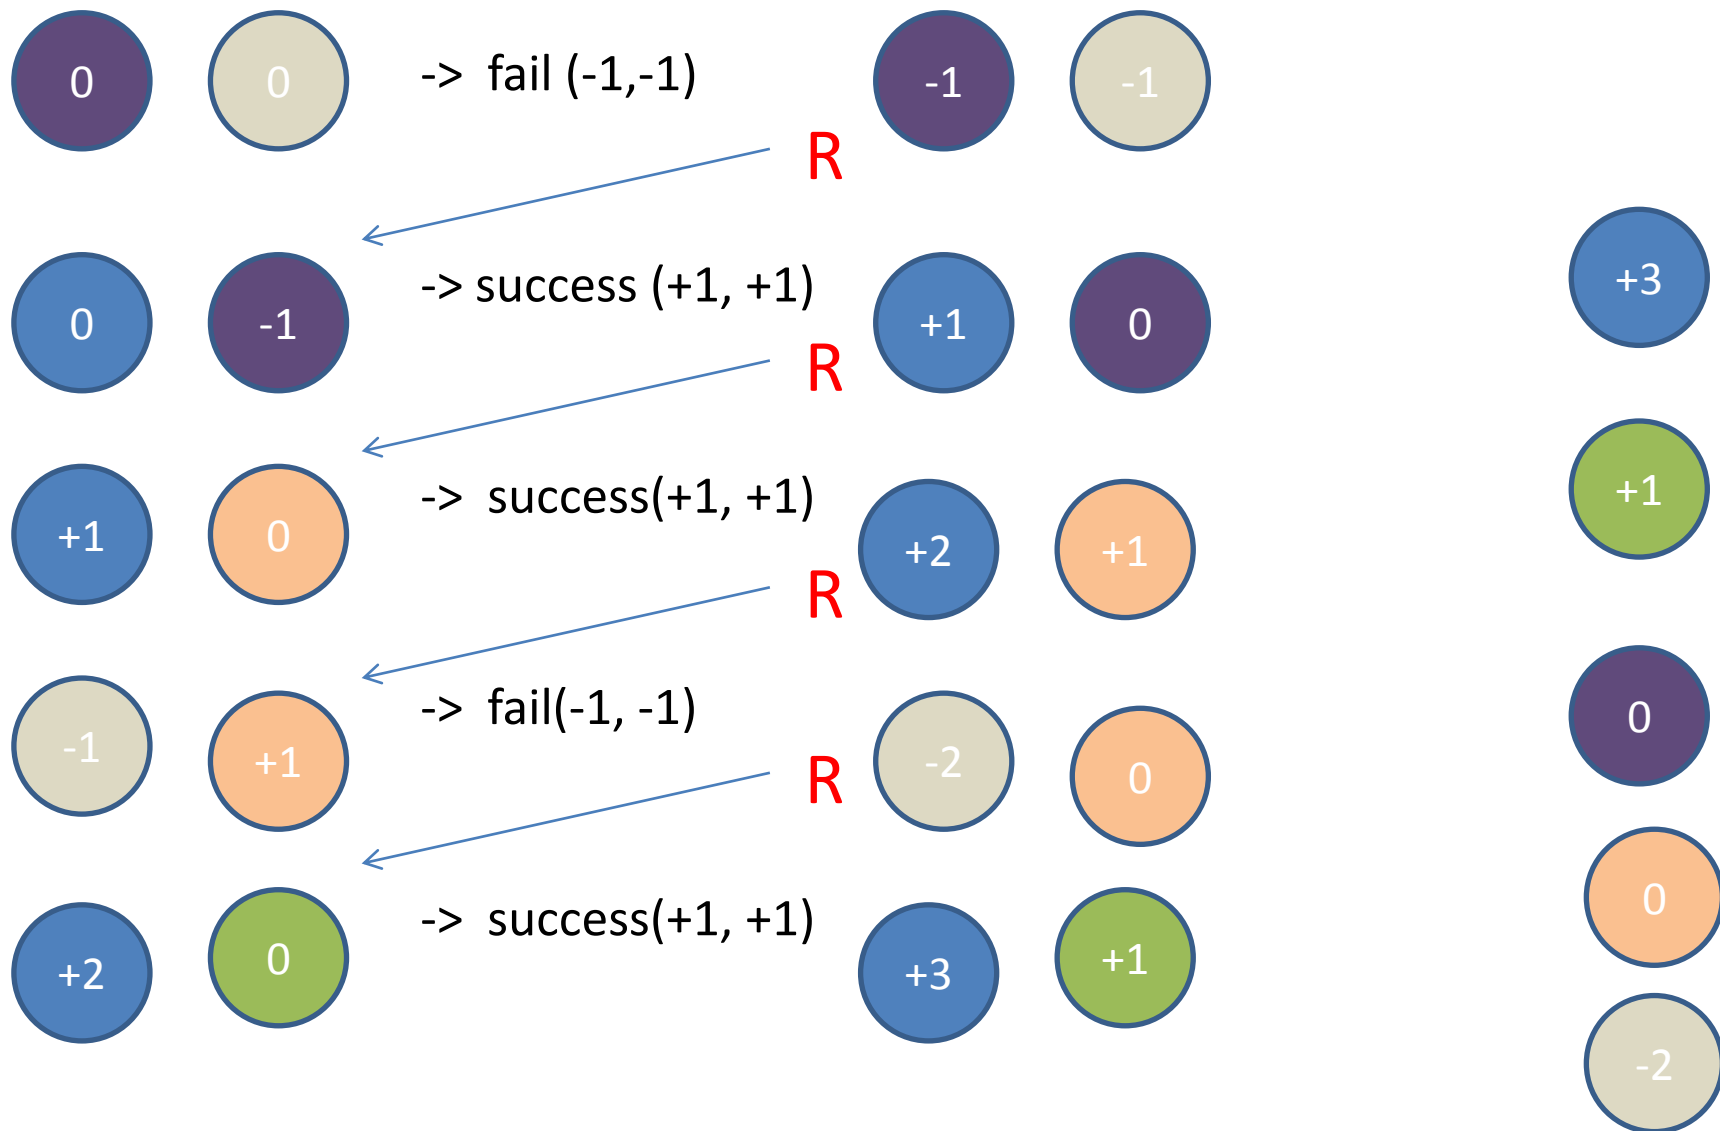 0 0 -> fail (-1,-1) -1 -1
R
+3
0 -1 -> success (+1, +1) +1 0
R
+1
+1 0 -> success(+1, +1) +2 +1
R
0
-1 +1 -> fail(-1, -1) -2 0
R
0
+2 0 -> success(+1, +1) +3 +1
-2